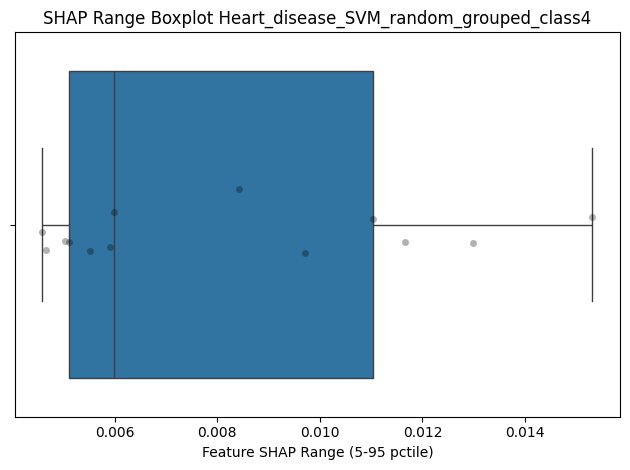 SHAP Range Boxplot Heart_disease_SVM_random_grouped_class4
0.006 0.008 0.010 0.012 0.014
Feature SHAP Range (5-95 pctile)